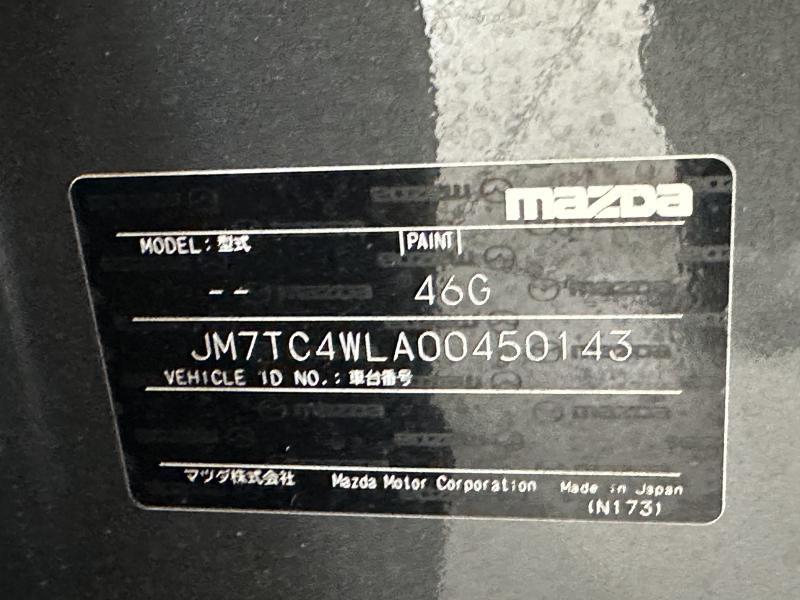 mazda
MODEL:型式 PAINT
-- 46G
JM7TC4WLA00450143
VEHICLE ID NO.:車台番号
マツダ株式会社 Mazda Motor Corporation Made in Japan
(N173)